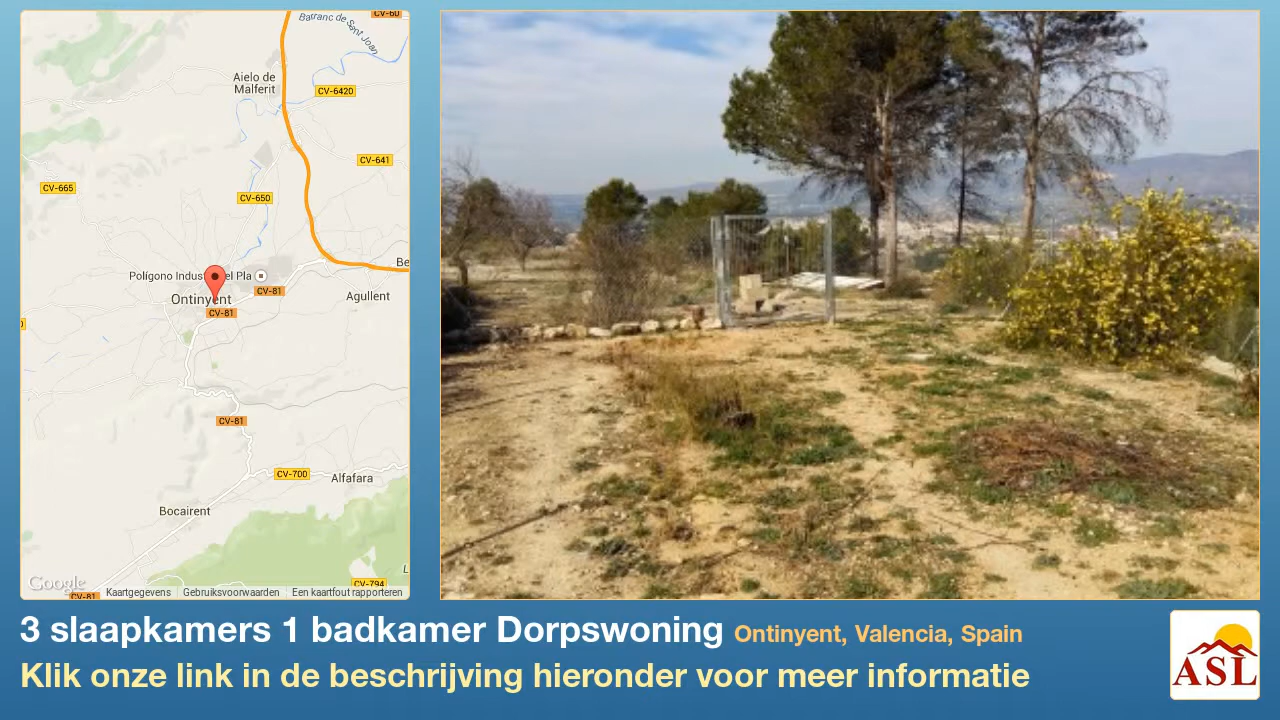 CV-60
Barranc de Sant Joan
Aielo de
Malferit
CV-6420
CV-641
CV-665
CV-650
Be
Polígono Indus
el Pla
CV-81
Ontinyent
Agullent
CV-81
CV-81
CV-700
Alfafara
Bocairent
CV-794
L
Google
CV-81
Kaartgegevens
Gebruiksvoorwaarden
Een kaartfout rapporteren
3 slaapkamers 1 badkamer Dorpswoning Ontinyent, Valencia, Spain
Klik onze link in de beschrijving hieronder voor meer informatie
ASL